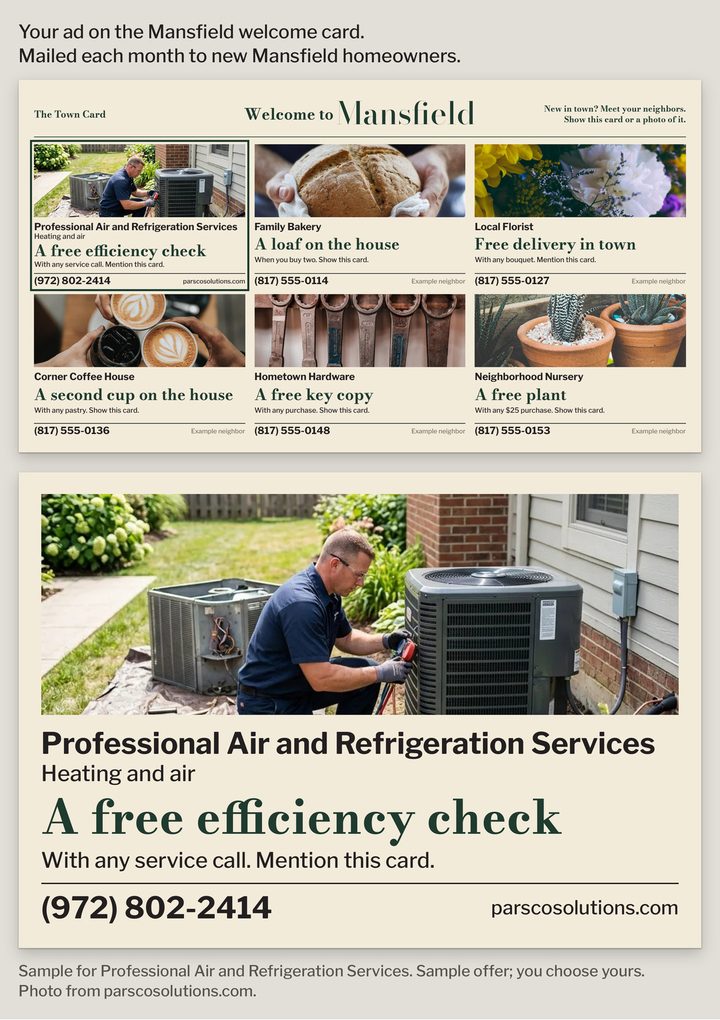 Your ad on the Mansfield welcome card.
Mailed each month to new Mansfield homeowners.
The Town Card
Welcome to Mansfield
New in town? Meet your neighbors.
Show this card or a photo of it.
Professional Air and Refrigeration Services
Heating and air
A free efficiency check
With any service call. Mention this card.
(972) 802-2414
parscosolutions.com
Family Bakery
A loaf on the house
When you buy two. Show this card.
(817) 555-0114
Example neighbor
Local Florist
Free delivery in town
With any bouquet. Mention this card.
(817) 555-0127
Example neighbor
Corner Coffee House
A second cup on the house
With any pastry. Show this card.
(817) 555-0136
Example neighbor
Hometown Hardware
A free key copy
With any purchase. Show this card.
(817) 555-0148
Example neighbor
Neighborhood Nursery
A free plant
With any $25 purchase. Show this card.
(817) 555-0153
Example neighbor
Professional Air and Refrigeration Services
Heating and air
A free efficiency check
With any service call. Mention this card.
(972) 802-2414
parscosolutions.com
Sample for Professional Air and Refrigeration Services. Sample offer; you choose yours.
Photo from parscosolutions.com.